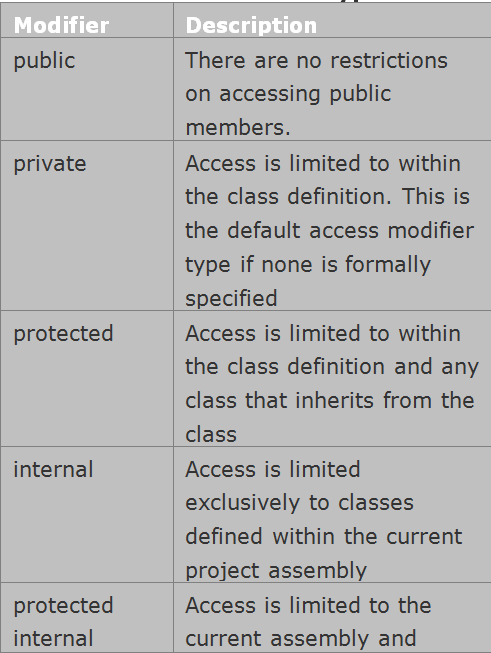 Modifier Description
public There are no restrictions
on accessing public
members.
private Access is limited to within
the class definition. This is
the default access modifier
type if none is formally
specified
protected Access is limited to within
the class definition and any
class that inherits from the
class
internal Access is limited
exclusively to classes
defined within the current
project assembly
protected Access is limited to the
internal current assembly and